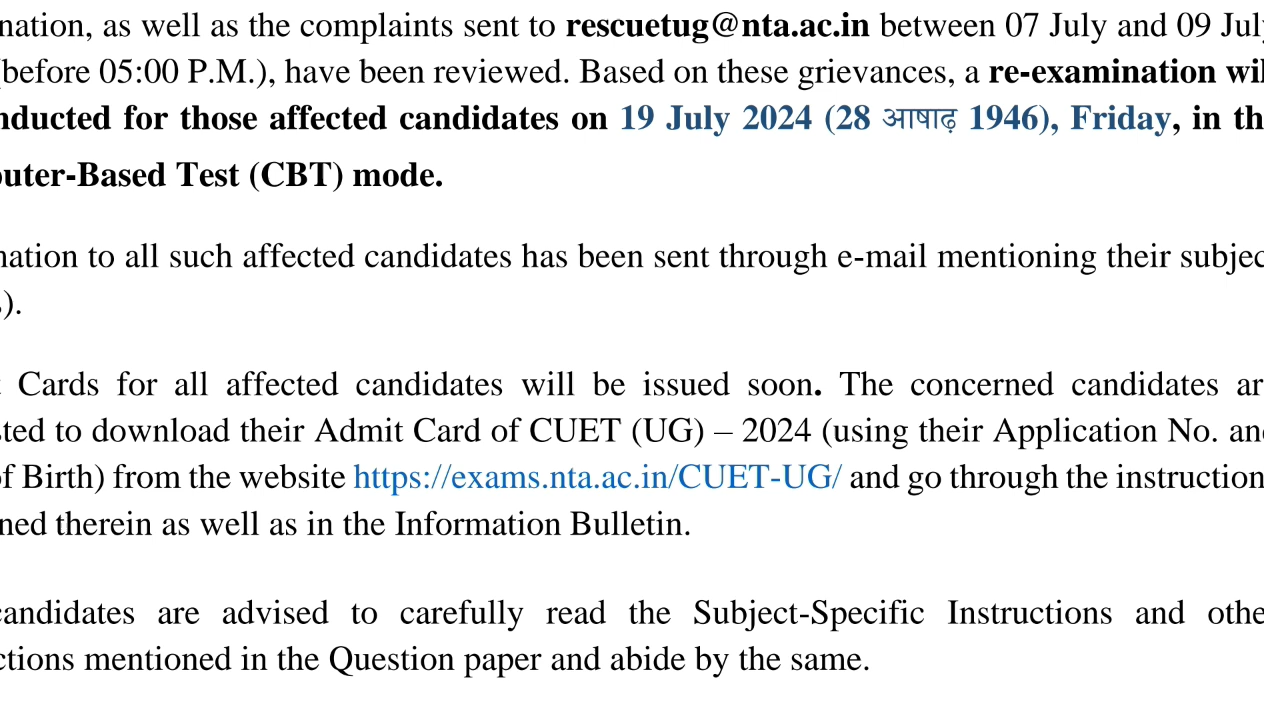 nation, as well as the complaints sent to rescuetug@nta.ac.in between 07 July and 09 July
(before 05:00 P.M.), have been reviewed. Based on these grievances, a re-examination wil
nducted for those affected candidates on 19 July 2024 (28 आषाढ़ 1946), Friday, in th
outer-Based Test (CBT) mode.
nation to all such affected candidates has been sent through e-mail mentioning their subjec
s).
t Cards for all affected candidates will be issued soon. The concerned candidates ar
sted to download their Admit Card of CUET (UG) – 2024 (using their Application No. and
of Birth) from the website https://exams.nta.ac.in/CUET-UG/ and go through the instruction
ned therein as well as in the Information Bulletin.
candidates are advised to carefully read the Subject-Specific Instructions and othe
ctions mentioned in the Question paper and abide by the same.